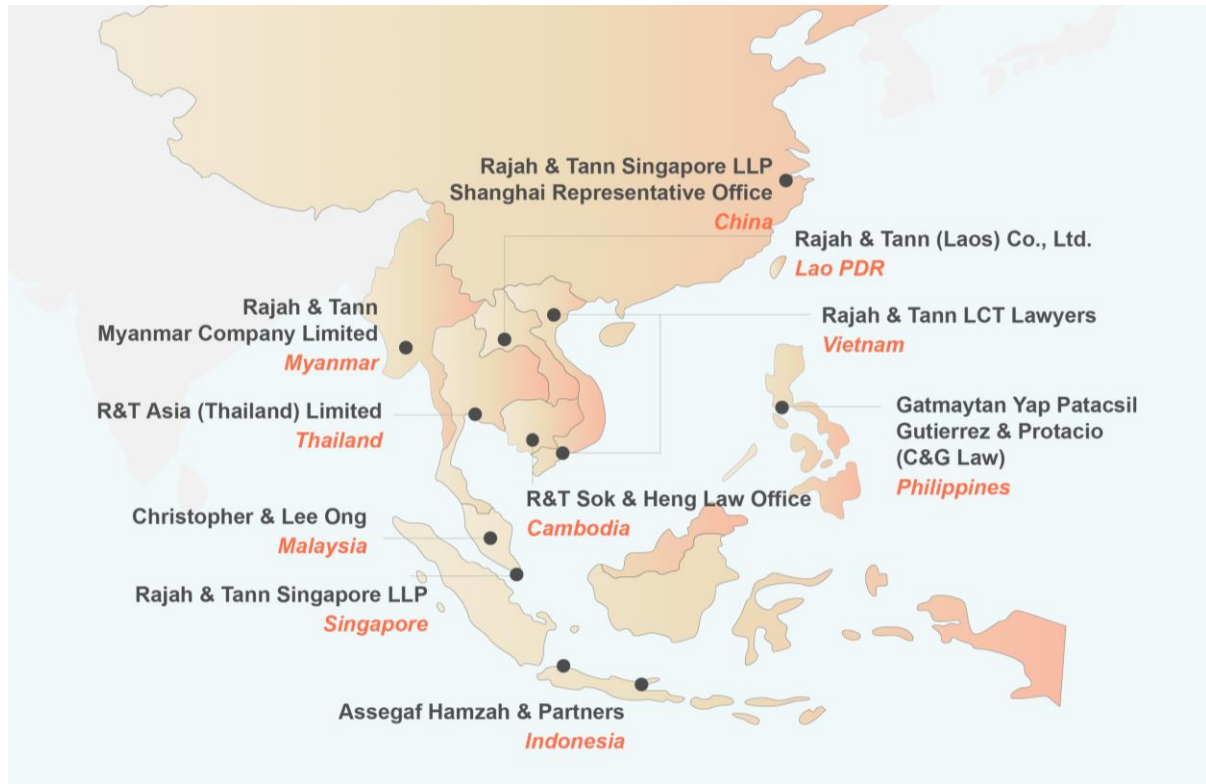 Rajah & Tann Singapore LLP
Shanghai Representative Office
China
Rajah & Tann (Laos) Co., Ltd.
Lao PDR
Rajah & Tann
Myanmar Company Limited
Myanmar
Rajah & Tann LCT Lawyers
Vietnam
R&T Asia (Thailand) Limited
Thailand
Gatmaytan Yap Patacsil
Gutierrez & Protacio
(C&G Law)
Philippines
R&T Sok & Heng Law Office
Cambodia
Christopher & Lee Ong
Malaysia
Rajah & Tann Singapore LLP
Singapore
Assegaf Hamzah & Partners
Indonesia